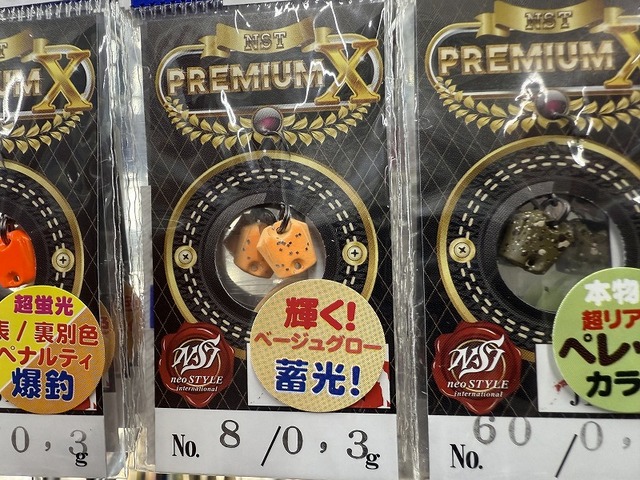 PREMIUM X
超蛍光
表/裏別色
ペナルティ
爆釣
0,3g
NST
PREMIUM X
輝く!
ベージュグロー
蓄光!
NST
neo STYLE
international
No. 8/0,3g
NST
PREMIUM X
本物
超リア
ペレッ
カラ
NST
neo STYLE
international
No. 60/0,